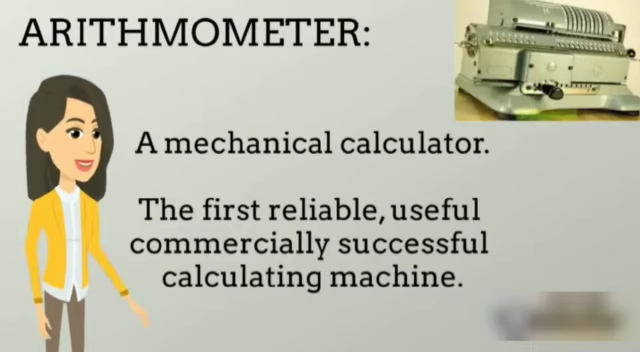 ARITHMOMETER:
A mechanical calculator.
The first reliable, useful
commercially successful
calculating machine.